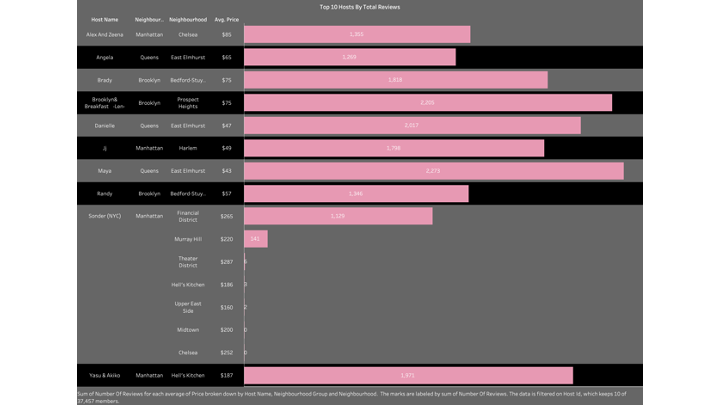 Top 10 Hosts By Total Reviews
Host Name Neighbour.. Neighbourhood Avg. Price
Alex And Zeena Manhattan Chelsea $85
Angela Queens East Elmhurst $65
Brady Brooklyn Bedford-Stuy.. $75 1,818
Brooklyn& Prospect
Breakfast -Len- Brooklyn Heights $75 2,205
Danielle Queens East Elmhurst $47 2,017
Jj Manhattan Harlem $49 1,798
Maya Queens East Elmhurst $43 2,273
Randy Brooklyn Bedford-Stuy.. $57 1,346
Sonder (NYC) Manhattan Financial District $265 1,129
Murray Hill $220 141
Theater
District $287
Hell's Kitchen $186 3
Upper East
Side $160 2
Midtown $200 0
Chelsea $252 0
Yasu & Akiko Manhattan Hell's Kitchen $187 1,971
Sum of Number Of Reviews for each average of Price broken down by Host Name, Neighbourhood Group and Neighbourhood. The marks are labeled by sum of Number Of Reviews. The data is filtered on Host Id, which keeps 10 of
37,457 members.